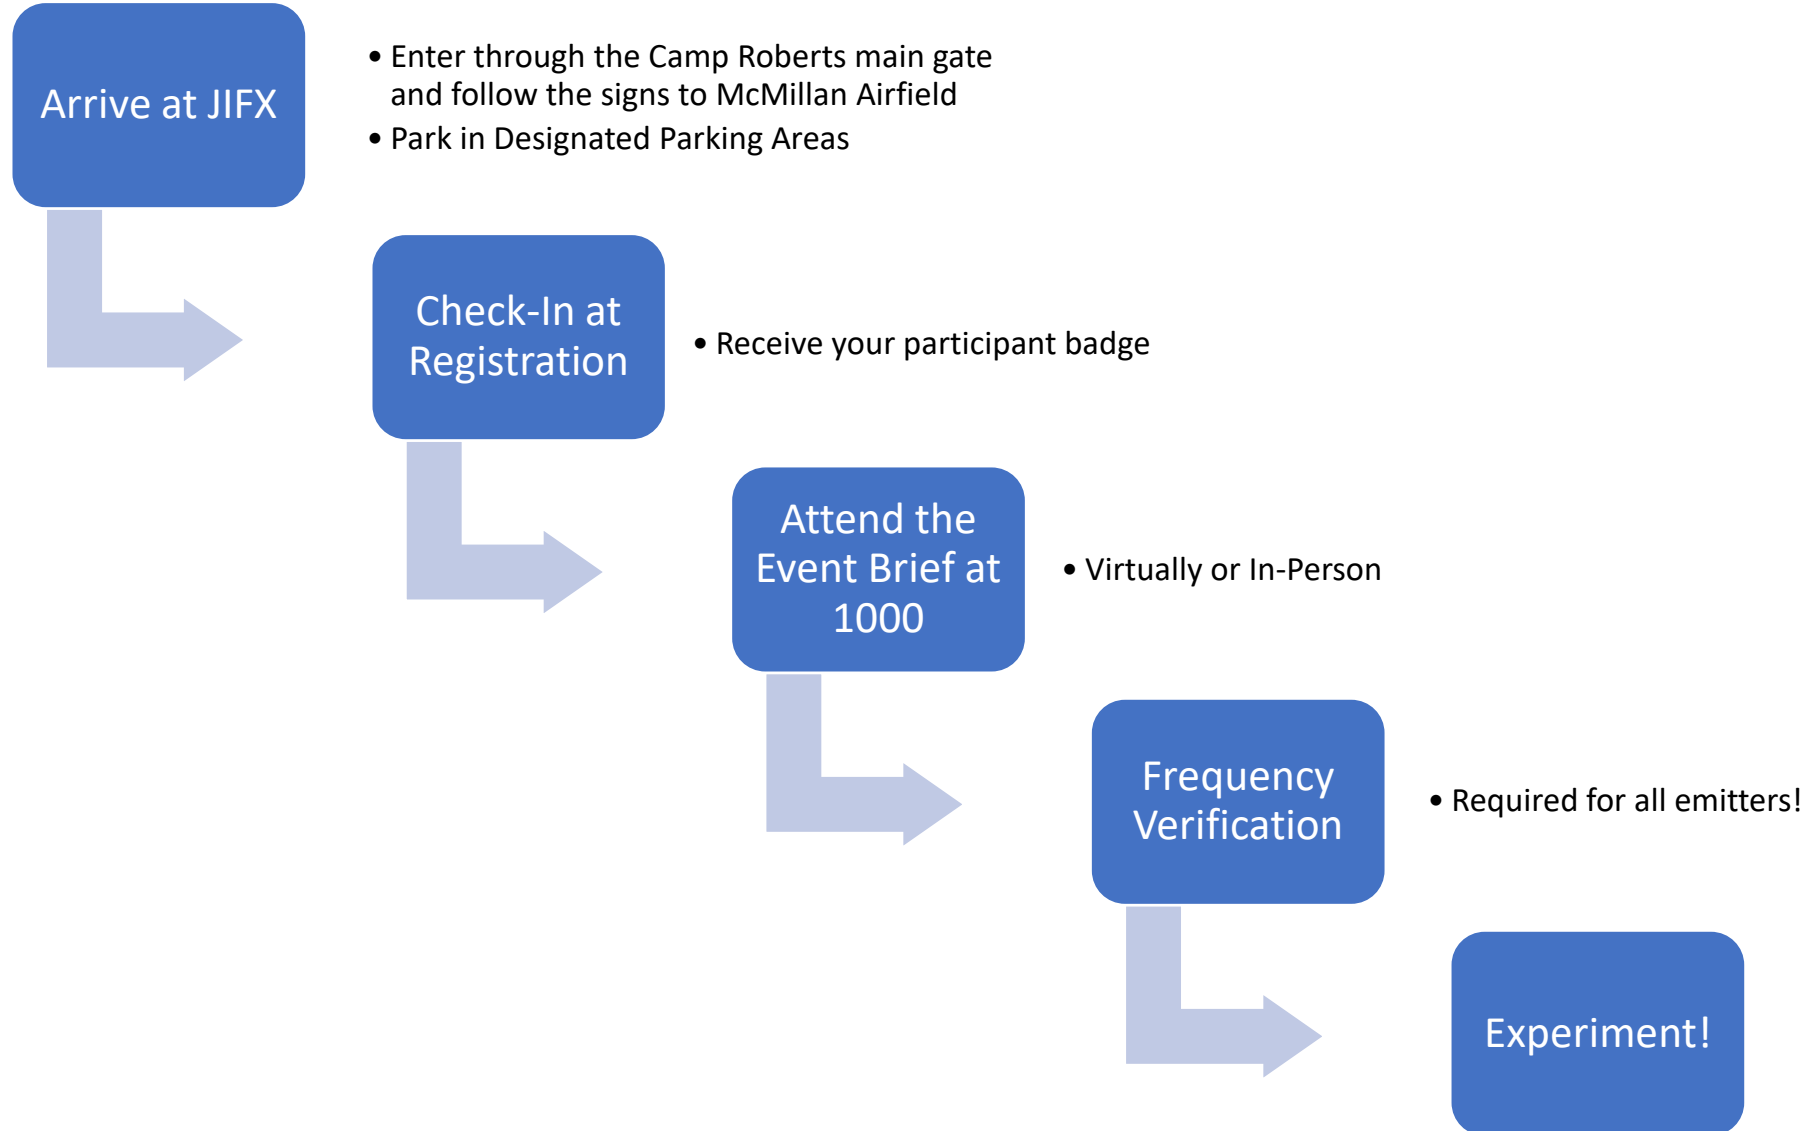 Arrive at JIFX
• Enter through the Camp Roberts main gate
and follow the signs to McMillan Airfield
• Park in Designated Parking Areas
Check-In at
Registration
• Receive your participant badge
Attend the
Event Brief at
1000
• Virtually or In-Person
Frequency
Verification
• Required for all emitters!
Experiment!